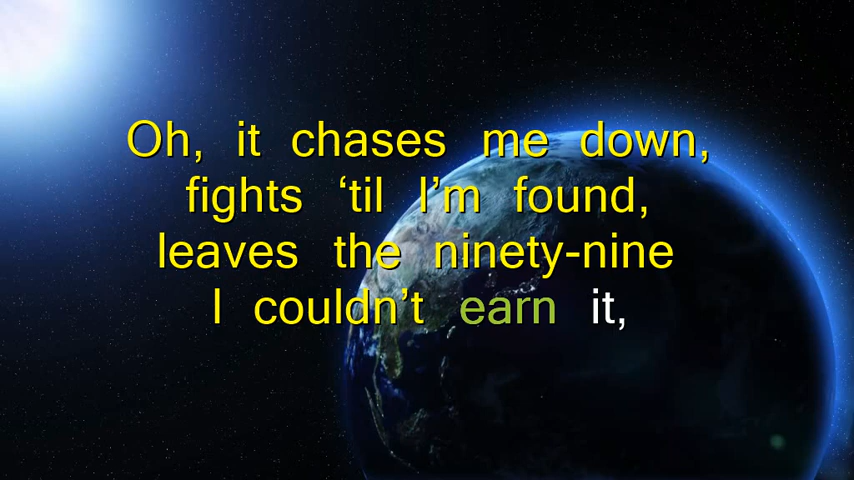 Oh, it chases me down,
fights ‘til I’m found,
leaves the ninety-nine
I couldn’t earn it,